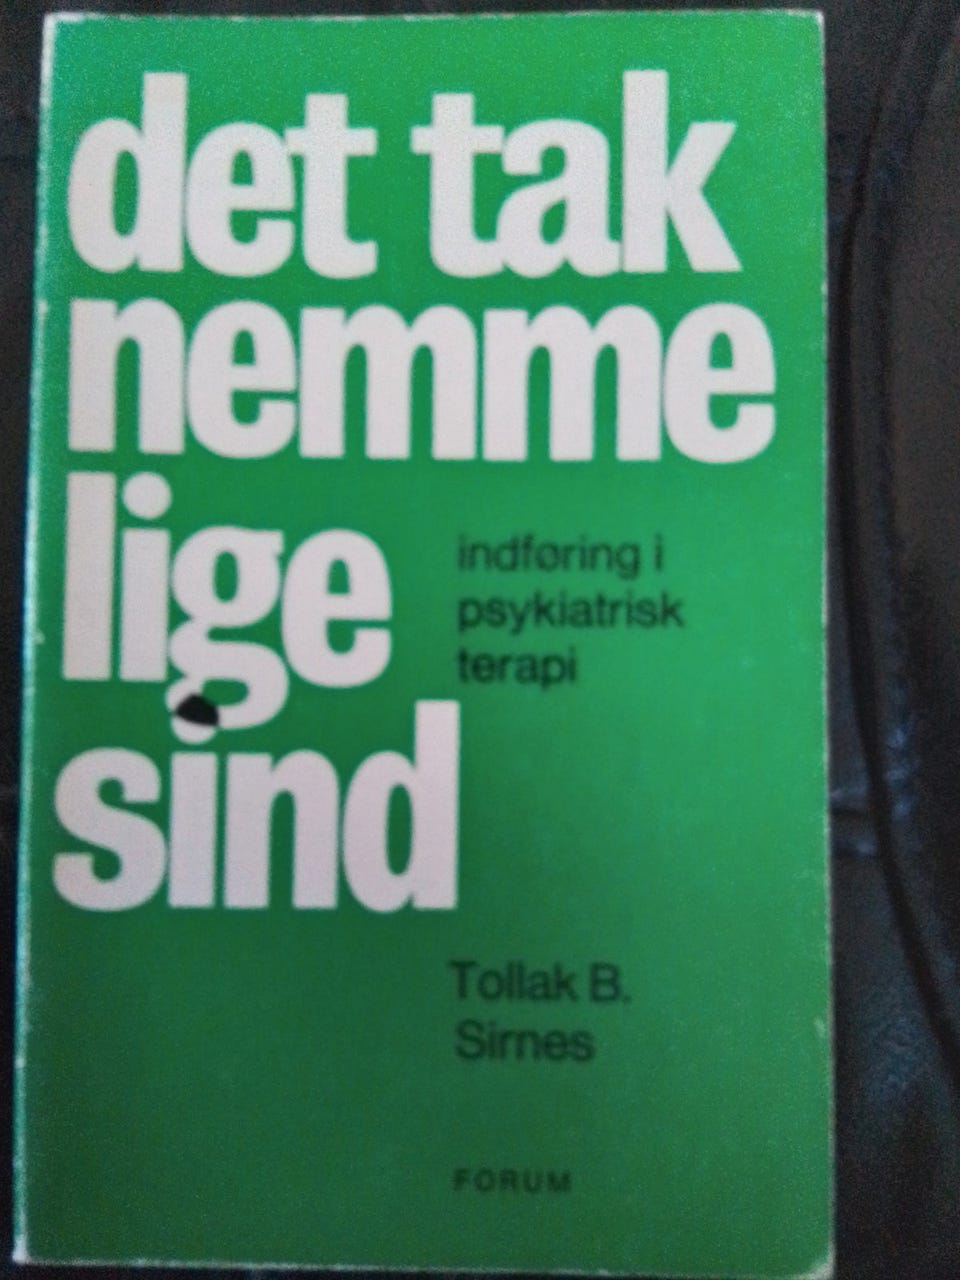 det tak
nemme
lige
sind
indføring i
psykiatrisk
terapi
Tollak B.
Sirnes
FORUM